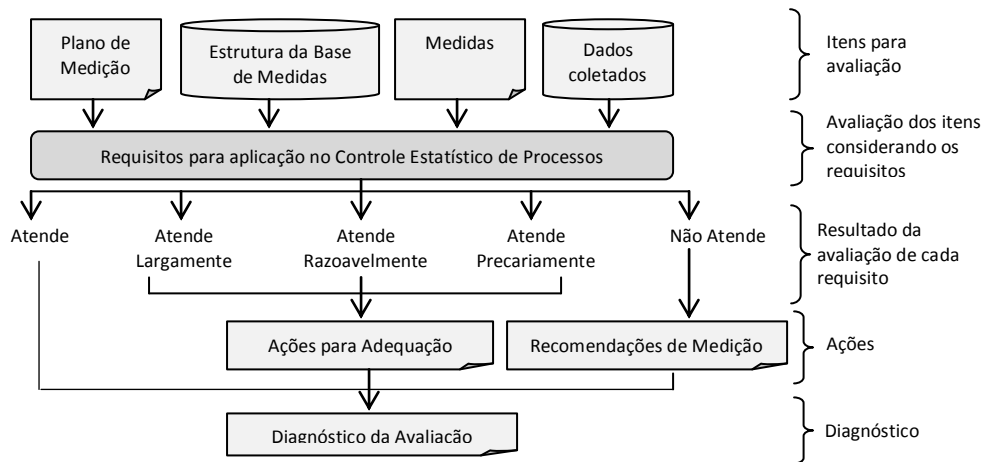 Plano de
Medição
Estrutura da Base
de Medidas
Medidas
Dados
coletados
Itens para
avaliação
Requisitos para aplicação no Controle Estatístico de Processos
Avaliação dos itens
considerando os
requisitos
Atende
Atende
Largamente
Atende
Razoavelmente
Atende
Precariamente
Não Atende
Resultado da
avaliação de cada
requisito
Ações para Adequação
Recomendações de Medição
Ações
Diagnóstico da Avaliação
Diagnóstico